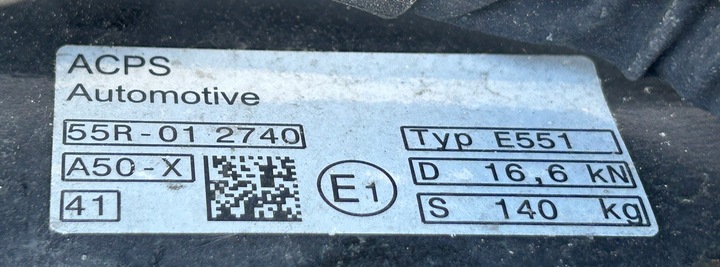 ACPS
Automotive
55R-01 2740
A50-X
41
E1
Typ E551
D 16,6 kN
S 140 kg